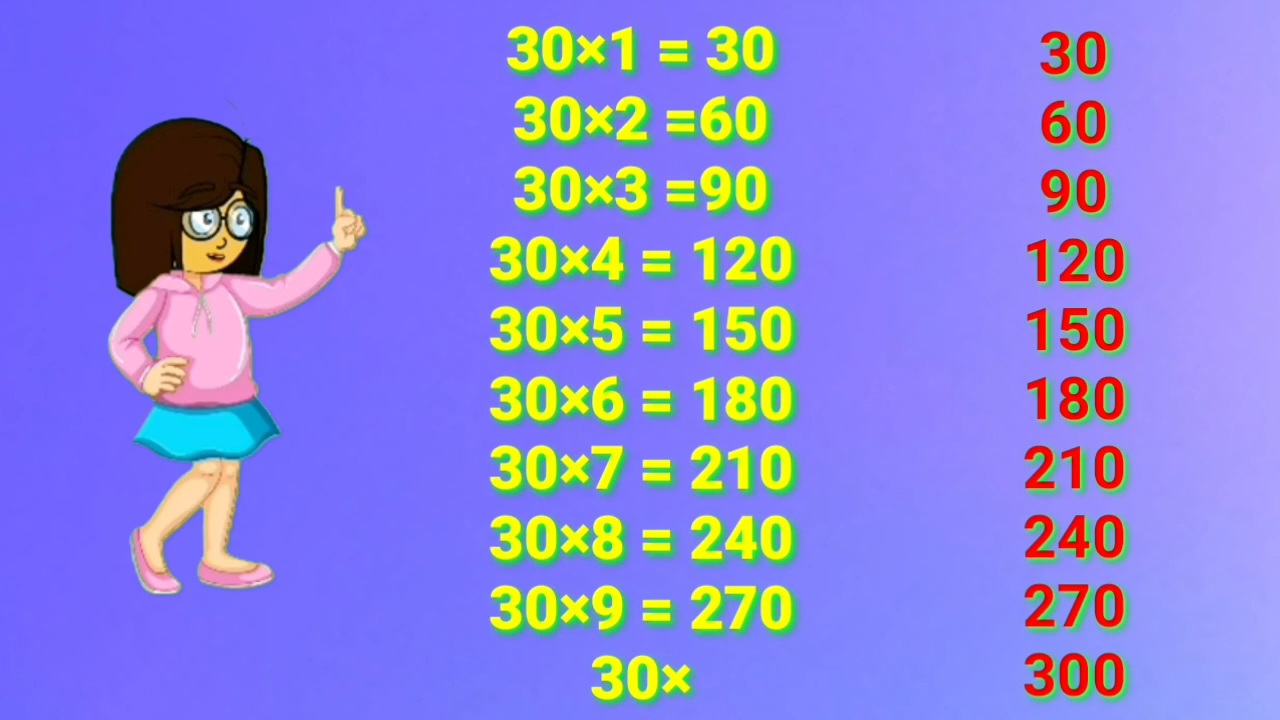 30×1 = 30 30
30×2 =60 60
30×3 =90 90
30×4 = 120 120
30×5 = 150 150
30×6 = 180 180
30×7 = 210 210
30×8 = 240 240
30×9 = 270 270
30× 300